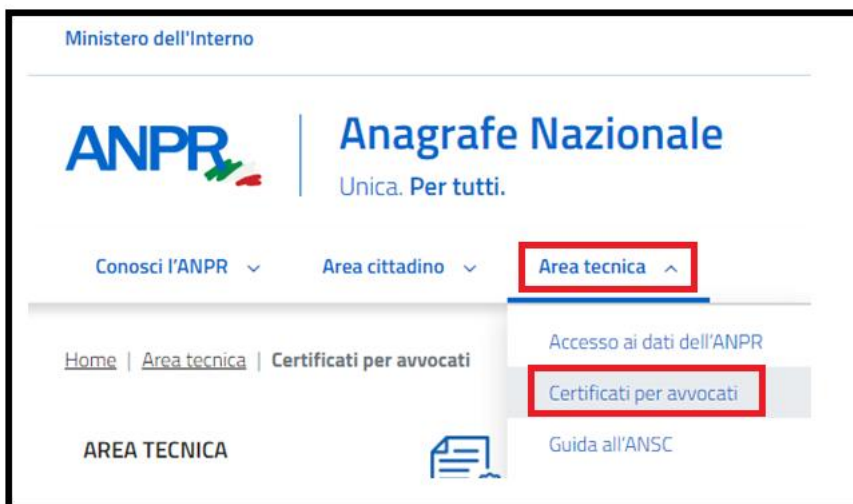 Ministero dell'Interno
ANPR
Anagrafe Nazionale
Unica. Per tutti.
Conosci l'ANPR
Area cittadino
Area tecnica
Accesso ai dati dell'ANPR
Certificati per avvocati
Guida all'ANSC
Home | Area tecnica | Certificati per avvocati
AREA TECNICA